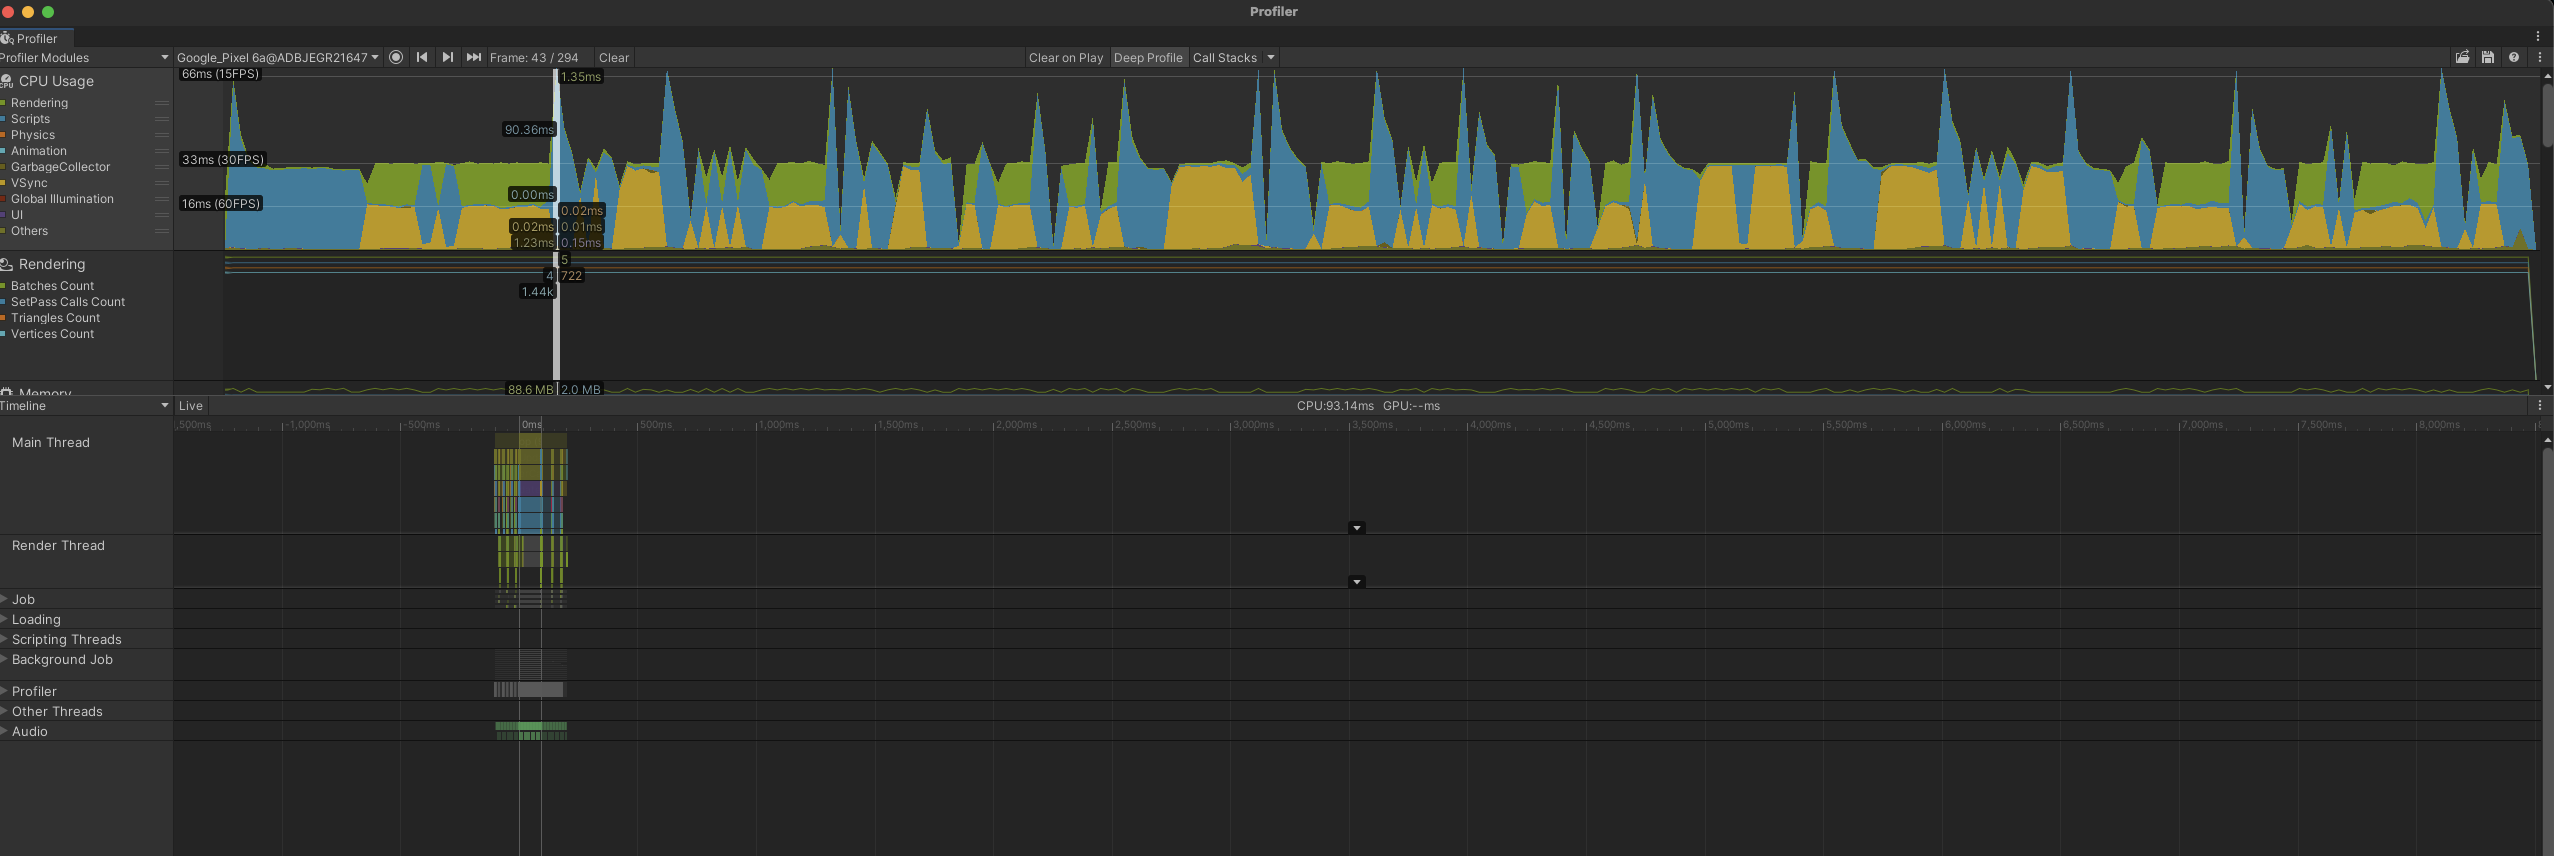 Profiler
Profiler
Profiler Modules
Google_Pixel 6a@ADBJEGR21647
Frame: 43 / 294
Clear
Clear on Play
Deep Profile
Call Stacks
CPU Usage
Rendering
Scripts
Physics
Animation
GarbageCollector
VSync
Global Illumination
UI
Others
66ms (15FPS)
33ms (30FPS)
16ms (60FPS)
1.35ms
90.36ms
0.00ms
0.02ms
0.02ms
0.01ms
1.23ms
0.15ms
Rendering
Batches Count
SetPass Calls Count
Triangles Count
Vertices Count
5
4
722
1.44k
Memory
88.6 MB
2.0 MB
Timeline
Live
CPU:93.14ms GPU:--ms
,500ms
-1,000ms
-500ms
0ms
500ms
1,000ms
1,500ms
2,000ms
2,500ms
3,000ms
3,500ms
4,000ms
4,500ms
5,000ms
5,500ms
6,000ms
6,500ms
7,000ms
7,500ms
8,000ms
Main Thread
Render Thread
Job
Loading
Scripting Threads
Background Job
Profiler
Other Threads
Audio